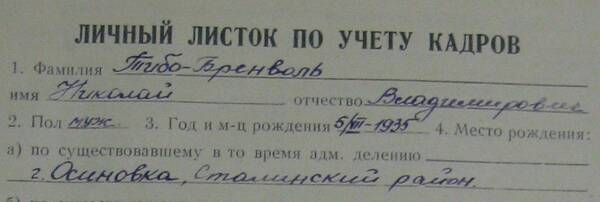 ЛИЧНЫЙ ЛИСТОК ПО УЧЕТУ КАДРОВ
1. Фамилия Тибо-Бренволь
имя Николай отчество Владимирович
2. Пол муж. 3. Год и м-ц рождения 5/VII-1935 4. Место рождения:
а) по существовавшему в то время адм. делению
г. Осиновка, Сталинский район.